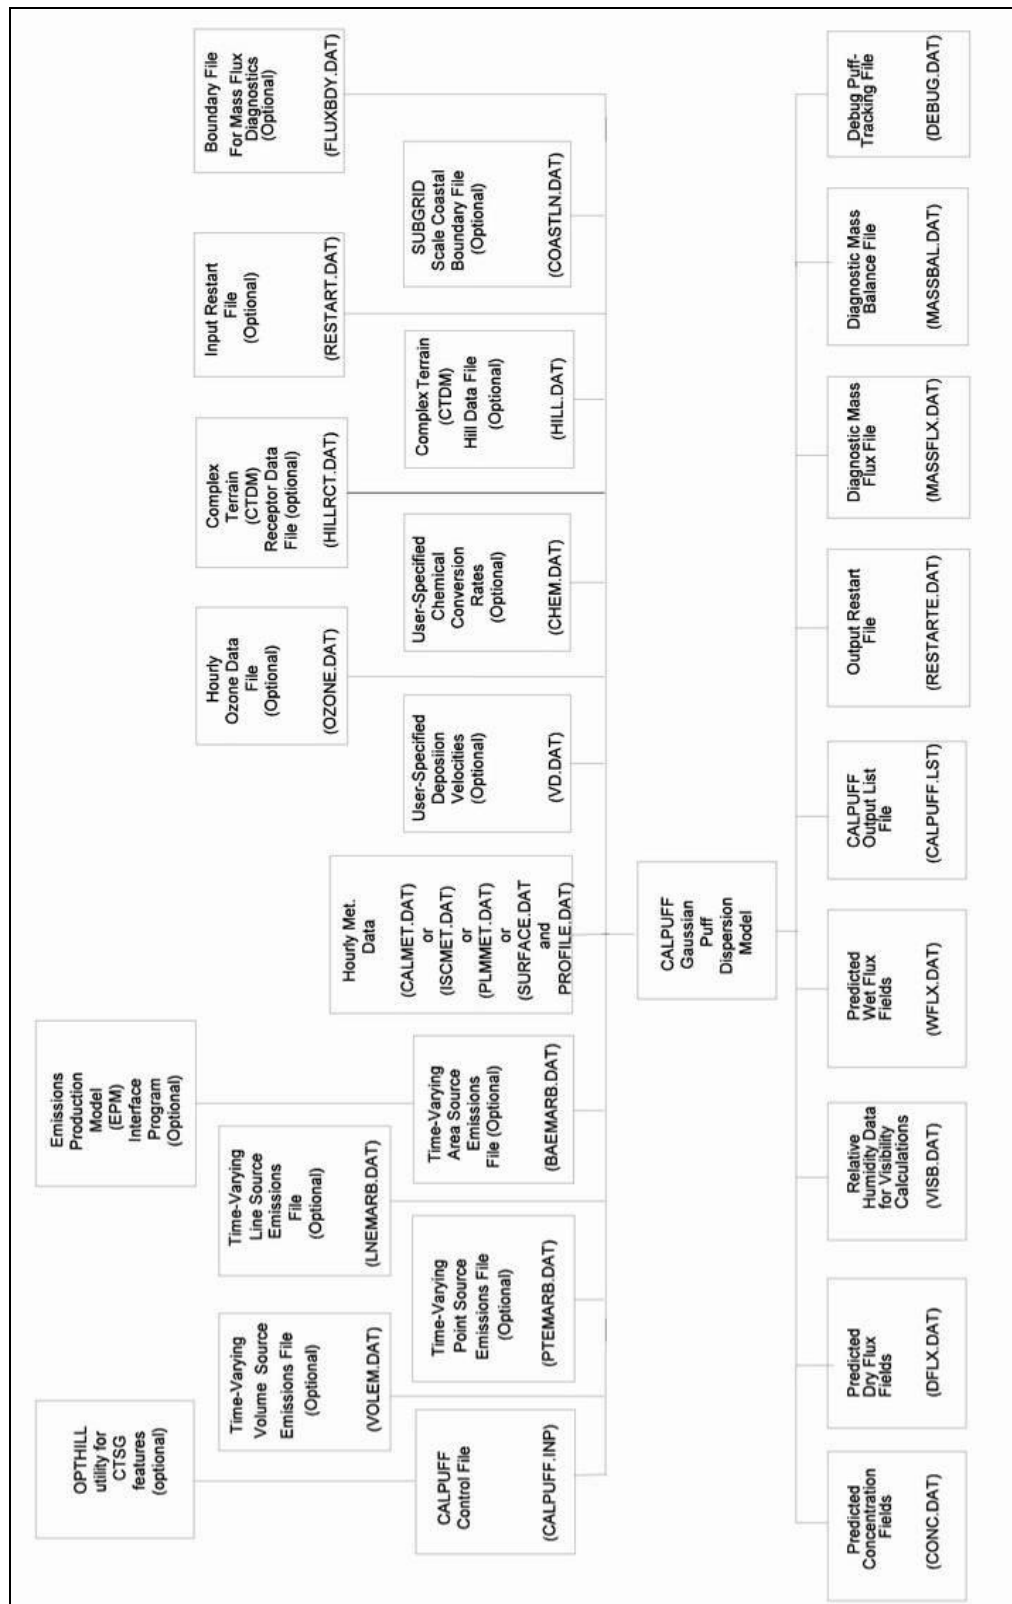 OPTHILL
utility for
CTSG
features
(optional)
Emissions
Production
Model
(EPM)
Interface
Program
(Optional)
Time-Varying
Volume Source
Emissions File
(Optional)
(VOLEM.DAT)
Time-Varying
Line Source
Emissions
File
(Optional)
(LNEMARB.DAT)
Hourly
Ozone Data
File
(Optional)
(OZONE.DAT)
Complex
Terrain
(CTDM)
Receptor Data
File (optional)
(HILLRCT.DAT)
Input Restart
File
(Optional)
(RESTART.DAT)
Boundary File
For Mass Flux
Diagnostics
(Optional)
(FLUXBDY.DAT)
CALPUFF
Control File
(CALPUFF.INP)
Time-Varying
Point Source
Emissions File
(Optional)
(PTEMARB.DAT)
Time-Varying
Area Source
Emissions
File (Optional)
(BAEMARB.DAT)
Hourly Met.
Data
(CALMET.DAT)
or
(ISCMET.DAT)
or
(PLMMET.DAT)
or
(SURFACE.DAT
and
PROFILE.DAT)
User-Specified
Deposiion
Velocities
(Optional)
(VD.DAT)
User-Specified
Chemical
Conversion
Rates
(Optional)
(CHEM.DAT)
Complex Terrain
(CTDM)
Hill Data File
(Optional)
(HILL.DAT)
SUBGRID
Scale Coastal
Boundary File
(Optional)
(COASTLN.DAT)
CALPUFF
Gaussian
Puff
Dispersion
Model
Predicted
Concentration
Fields
(CONC.DAT)
Predicted
Dry Flux
Fields
(DFLX.DAT)
Relative
Humidity Data
for Visibility
Calculations
(VISB.DAT)
Predicted
Wet Flux
Fields
(WFLX.DAT)
CALPUFF
Output List
File
(CALPUFF.LST)
Output Restart
File
(RESTARTE.DAT)
Diagnostic Mass
Flux File
(MASSFLX.DAT)
Diagnostic Mass
Balance File
(MASSBAL.DAT)
Debug Puff-
Tracking File
(DEBUG.DAT)